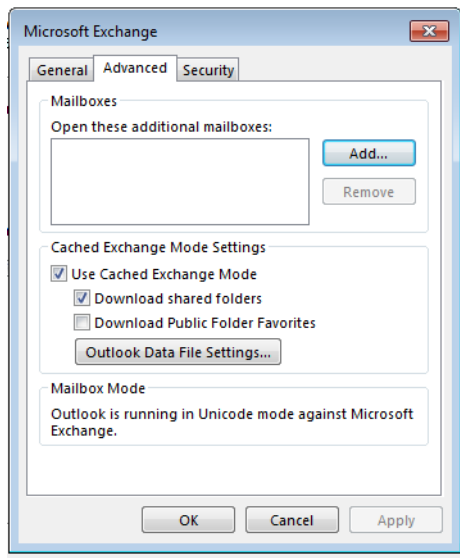 Microsoft Exchange
General Advanced Security
Mailboxes
Open these additional mailboxes:
Add...
Remove
Cached Exchange Mode Settings
Use Cached Exchange Mode
Download shared folders
Download Public Folder Favorites
Outlook Data File Settings...
Mailbox Mode
Outlook is running in Unicode mode against Microsoft
Exchange.
OK Cancel Apply